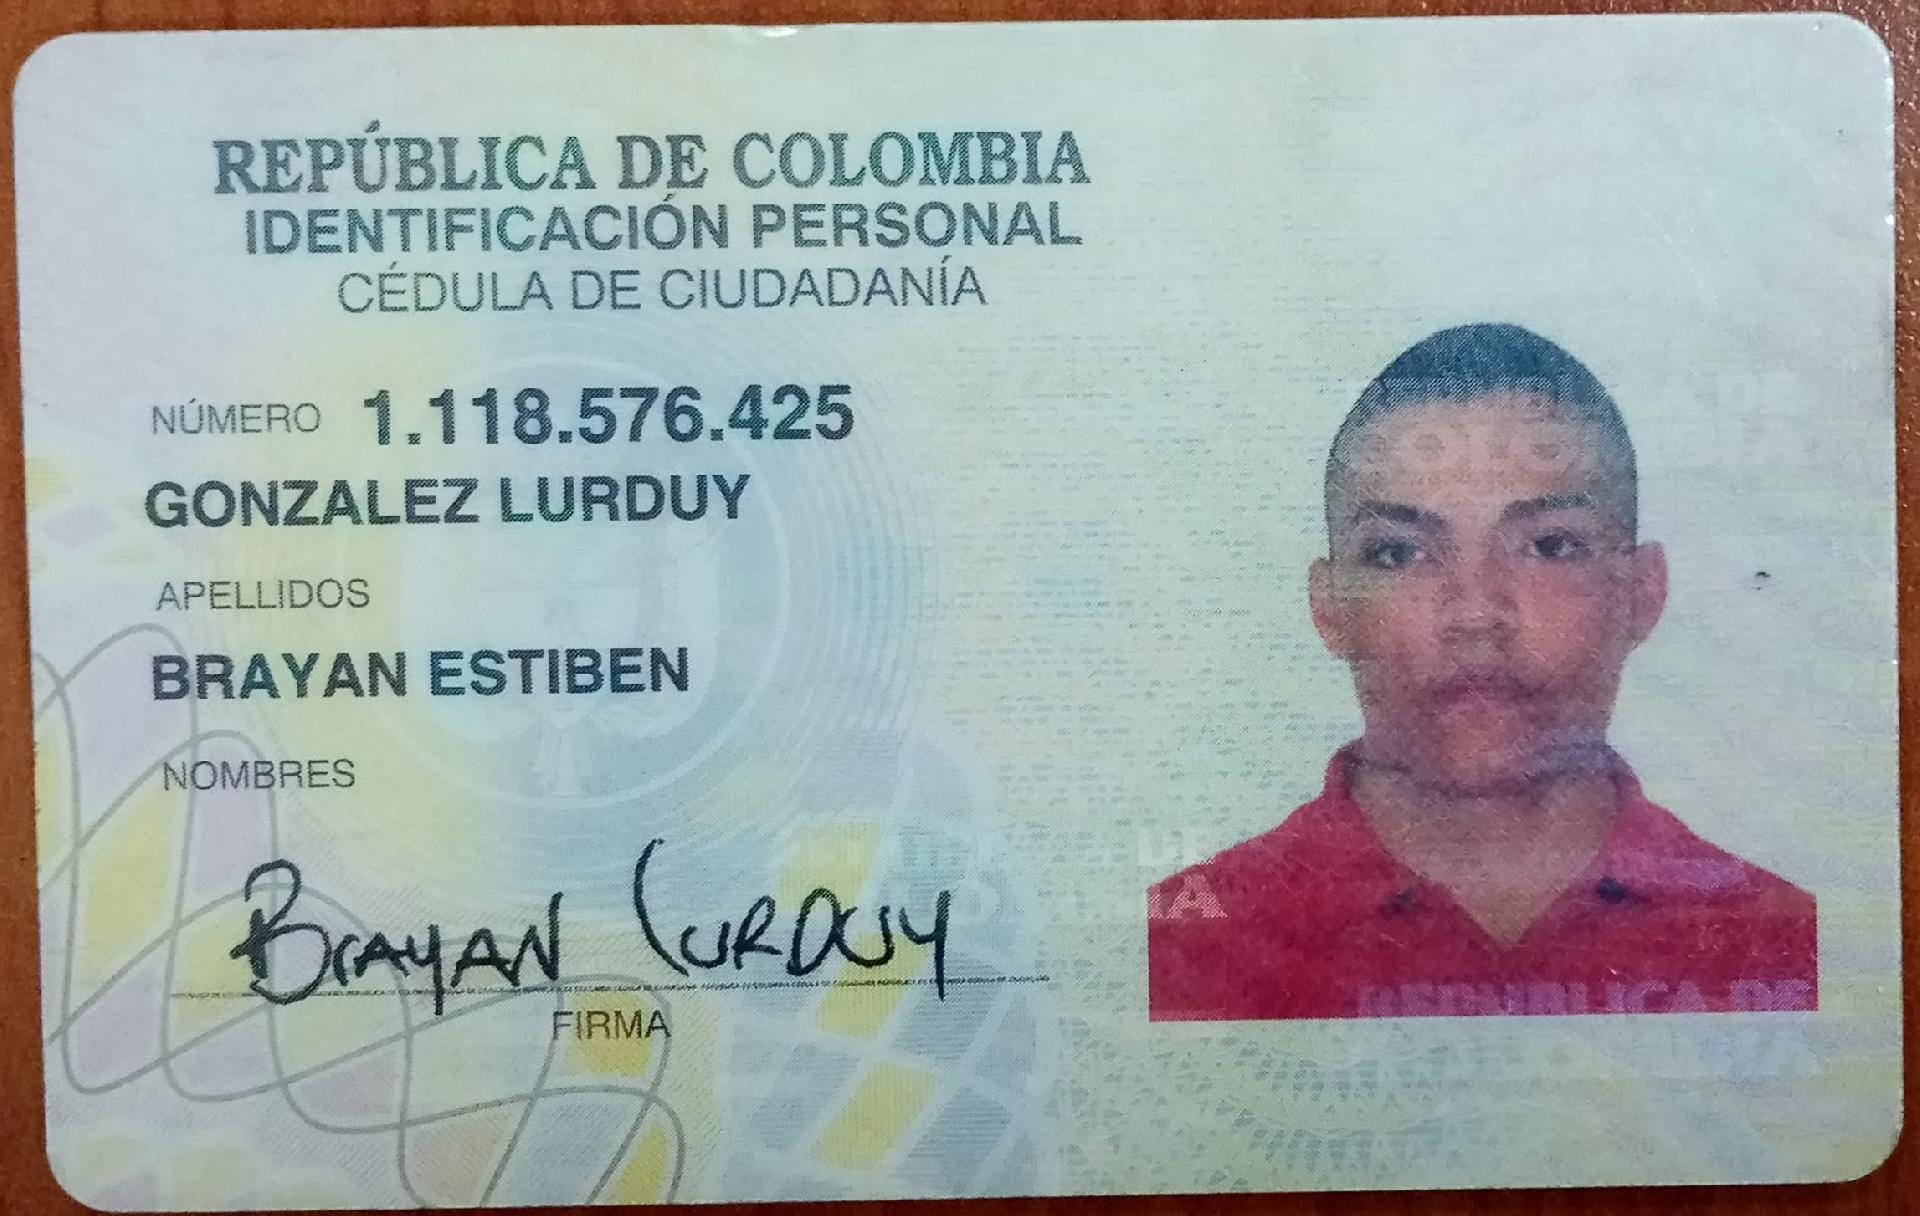 REPÚBLICA DE COLOMBIA
IDENTIFICACIÓN PERSONAL
CÉDULA DE CIUDADANÍA
NÚMERO 1.118.576.425
GONZALEZ LURDUY
APELLIDOS
BRAYAN ESTIBEN
NOMBRES
BRAYAN LURDUY
FIRMA
REPUBLICA DE